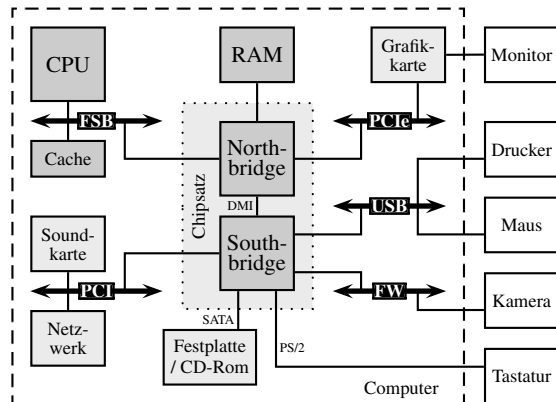 CPU
RAM
Grafik-
karte
Monitor
FSB
PCIe
Cache
North-
bridge
Drucker
Chipsatz
DMI
USB
Sound-
karte
South-
bridge
Maus
PCI
FW
Kamera
Netz-
werk
SATA
Festplatte
/ CD-Rom
PS/2
Computer
Tastatur